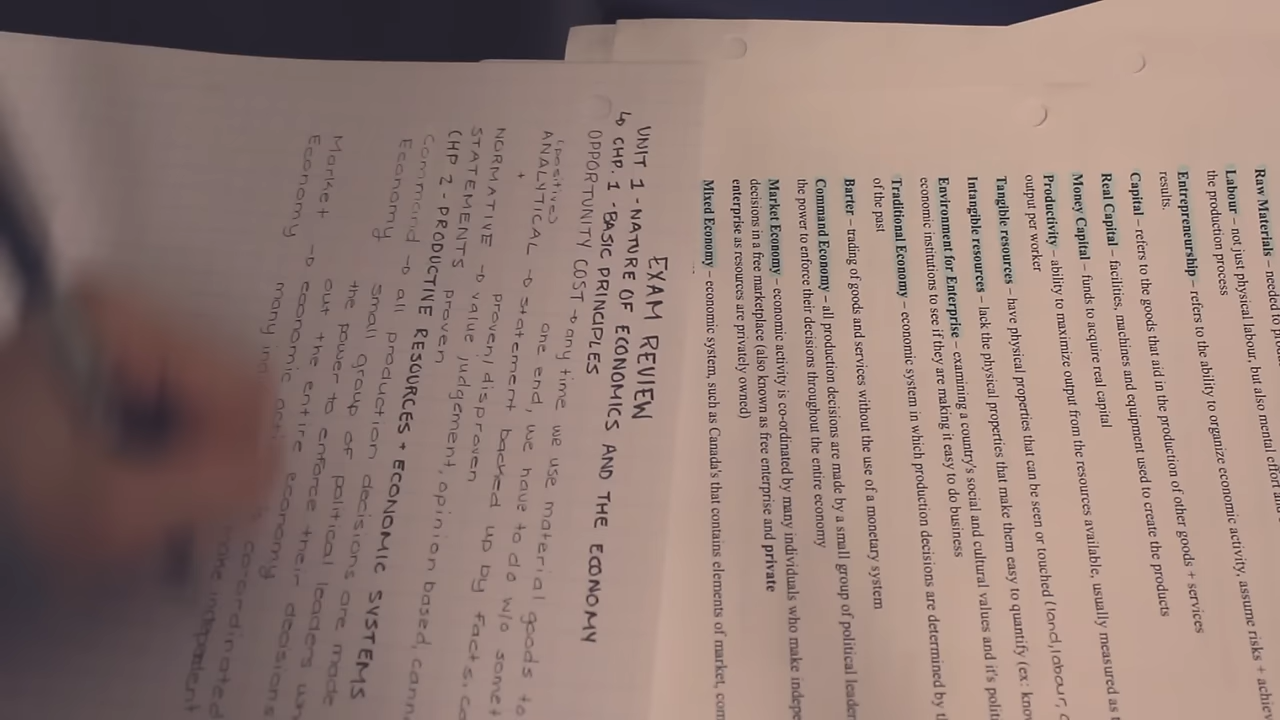 Raw Materials – needed to
Labour – not just physical labour, but also mental effort
the production process
Entrepreneurship – refers to the ability to organize economic activity, assume risks + achieve
results.
Capital – refers to the goods that aid in the production of other goods + services
Real Capital – facilities, machines and equipment used to create the products
Money Capital – funds to acquire real capital
Productivity – ability to maximize output from the resources available, usually measured as
output per worker
Tangible resources – have physical properties that can be seen or touched (land, labour,
Intangible resources – lack the physical properties that make them easy to quantify (ex: know
Environment for Enterprise – examining a country's social and cultural values and it's polit
economic institutions to see if they are making it easy to do business
Traditional Economy – economic system in which production decisions are determined by
of the past
Barter – trading of goods and services without the use of a monetary system
Command Economy – all production decisions are made by a small group of political leader
the power to enforce their decisions throughout the entire economy
Market Economy – economic activity is co-ordinated by many individuals who make indepe
decisions in a free marketplace (also known as free enterprise and private
enterprise as resources are privately owned)
Mixed Economy – economic system, such as Canada's that contains elements of market, com
EXAM REVIEW
UNIT 1 - NATURE OF ECONOMICS AND THE ECONOMY
↳ CHP. 1 - BASIC PRINCIPLES
OPPORTUNITY COST → any time we use material goods to
one end, we have to do w/o somet
(positive)
ANALYTICAL → statement backed up by facts, ca
+ proven/disproven
NORMATIVE → value judgement, opinion based, cann
STATEMENTS proven
CHP 2 - PRODUCTIVE RESOURCES + ECONOMIC SYSTEMS
Command → all production decisions are made
Economy small group of political leaders
the power to enforce their decisions
out the entire economy
Market → economic
Economy many
coordinated
make independent